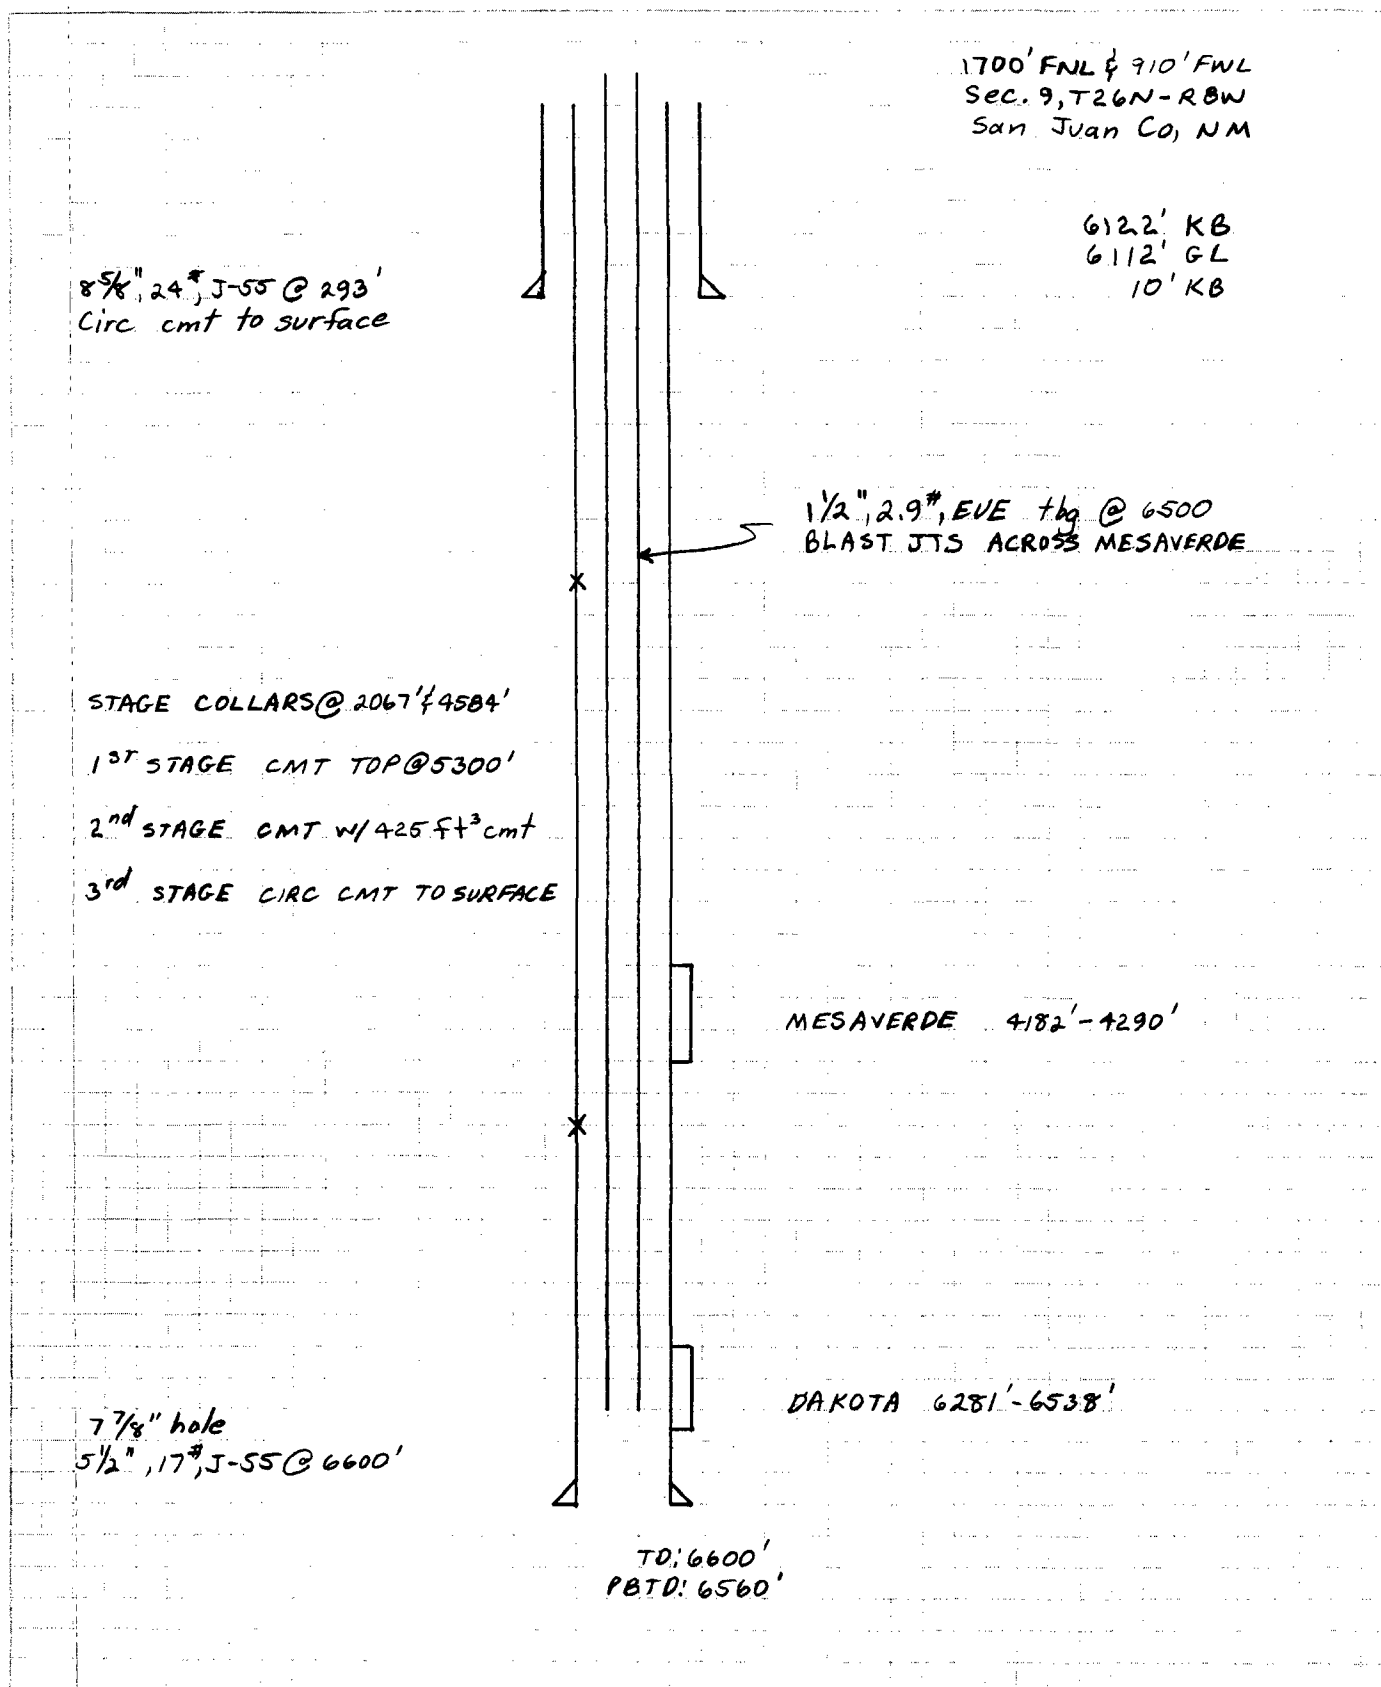 1700' FNL & 910' FWL
Sec. 9, T26N-R8W
San Juan Co, NM
6122' KB
6112' GL
10' KB
8 5/8", 24#, J-55 @ 293'
Circ cmt to surface
1 1/2", 2.9#, EUE tbg @ 6500
BLAST JTS ACROSS MESAVERDE
X
STAGE COLLARS @ 2067' & 4584'
1ST STAGE CMT TOP @ 5300'
2nd STAGE CMT W/ 425 ft³ cmt
3rd STAGE CIRC CMT TO SURFACE
MESAVERDE 4182'-4290'
X
DAKOTA 6281'-6538'
7 7/8" hole
5 1/2", 17#, J-55 @ 6600'
TD: 6600'
PBTD: 6560'